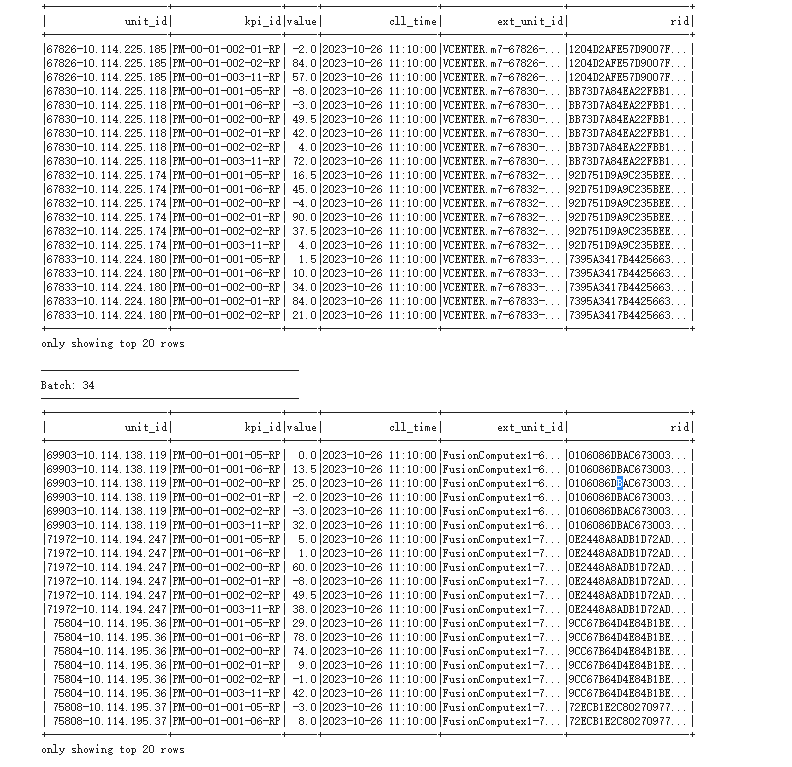 | unit_id| kpi_id|value| cll_time| ext_unit_id| rid|
|67826-10.114.225.185|PM-00-01-002-01-RP| -2.0|2023-10-26 11:10:00|VCENTER.m7-67826-...|1204D2AFE57D9007F...|
|67826-10.114.225.185|PM-00-01-002-02-RP| 84.0|2023-10-26 11:10:00|VCENTER.m7-67826-...|1204D2AFE57D9007F...|
|67826-10.114.225.185|PM-00-01-003-11-RP| 57.0|2023-10-26 11:10:00|VCENTER.m7-67826-...|1204D2AFE57D9007F...|
|67830-10.114.225.118|PM-00-01-001-05-RP| -8.0|2023-10-26 11:10:00|VCENTER.m7-67830-...|BB73D7A84EA22FBB1...|
|67830-10.114.225.118|PM-00-01-001-06-RP| -3.0|2023-10-26 11:10:00|VCENTER.m7-67830-...|BB73D7A84EA22FBB1...|
|67830-10.114.225.118|PM-00-01-002-00-RP| 49.5|2023-10-26 11:10:00|VCENTER.m7-67830-...|BB73D7A84EA22FBB1...|
|67830-10.114.225.118|PM-00-01-002-01-RP| 42.0|2023-10-26 11:10:00|VCENTER.m7-67830-...|BB73D7A84EA22FBB1...|
|67830-10.114.225.118|PM-00-01-002-02-RP| 4.0|2023-10-26 11:10:00|VCENTER.m7-67830-...|BB73D7A84EA22FBB1...|
|67830-10.114.225.118|PM-00-01-003-11-RP| 72.0|2023-10-26 11:10:00|VCENTER.m7-67830-...|BB73D7A84EA22FBB1...|
|67832-10.114.225.174|PM-00-01-001-05-RP| 16.5|2023-10-26 11:10:00|VCENTER.m7-67832-...|92D751D9A9C235BEE...|
|67832-10.114.225.174|PM-00-01-001-06-RP| 45.0|2023-10-26 11:10:00|VCENTER.m7-67832-...|92D751D9A9C235BEE...|
|67832-10.114.225.174|PM-00-01-002-00-RP| -4.0|2023-10-26 11:10:00|VCENTER.m7-67832-...|92D751D9A9C235BEE...|
|67832-10.114.225.174|PM-00-01-002-01-RP| 90.0|2023-10-26 11:10:00|VCENTER.m7-67832-...|92D751D9A9C235BEE...|
|67832-10.114.225.174|PM-00-01-002-02-RP| 37.5|2023-10-26 11:10:00|VCENTER.m7-67832-...|92D751D9A9C235BEE...|
|67832-10.114.225.174|PM-00-01-003-11-RP| 4.0|2023-10-26 11:10:00|VCENTER.m7-67832-...|92D751D9A9C235BEE...|
|67833-10.114.224.180|PM-00-01-001-05-RP| 1.5|2023-10-26 11:10:00|VCENTER.m7-67833-...|7395A3417B4425663...|
|67833-10.114.224.180|PM-00-01-001-06-RP| 10.0|2023-10-26 11:10:00|VCENTER.m7-67833-...|7395A3417B4425663...|
|67833-10.114.224.180|PM-00-01-002-00-RP| 34.0|2023-10-26 11:10:00|VCENTER.m7-67833-...|7395A3417B4425663...|
|67833-10.114.224.180|PM-00-01-002-01-RP| 84.0|2023-10-26 11:10:00|VCENTER.m7-67833-...|7395A3417B4425663...|
|67833-10.114.224.180|PM-00-01-002-02-RP| 21.0|2023-10-26 11:10:00|VCENTER.m7-67833-...|7395A3417B4425663...|
only showing top 20 rows
Batch: 34
| unit_id| kpi_id|value| cll_time| ext_unit_id| rid|
|69903-10.114.138.119|PM-00-01-001-05-RP| 0.0|2023-10-26 11:10:00|FusionComputex1-6...|0106086DBAC673003...|
|69903-10.114.138.119|PM-00-01-001-06-RP| 13.5|2023-10-26 11:10:00|FusionComputex1-6...|0106086DBAC673003...|
|69903-10.114.138.119|PM-00-01-002-00-RP| 25.0|2023-10-26 11:10:00|FusionComputex1-6...|0106086DBAC673003...|
|69903-10.114.138.119|PM-00-01-002-01-RP| -2.0|2023-10-26 11:10:00|FusionComputex1-6...|0106086DBAC673003...|
|69903-10.114.138.119|PM-00-01-002-02-RP| -3.0|2023-10-26 11:10:00|FusionComputex1-6...|0106086DBAC673003...|
|69903-10.114.138.119|PM-00-01-003-11-RP| 32.0|2023-10-26 11:10:00|FusionComputex1-6...|0106086DBAC673003...|
|71972-10.114.194.247|PM-00-01-001-05-RP| 5.0|2023-10-26 11:10:00|FusionComputex1-7...|0E2448A8ADB1D72AD...|
|71972-10.114.194.247|PM-00-01-001-06-RP| 1.0|2023-10-26 11:10:00|FusionComputex1-7...|0E2448A8ADB1D72AD...|
|71972-10.114.194.247|PM-00-01-002-00-RP| 60.0|2023-10-26 11:10:00|FusionComputex1-7...|0E2448A8ADB1D72AD...|
|71972-10.114.194.247|PM-00-01-002-01-RP| -8.0|2023-10-26 11:10:00|FusionComputex1-7...|0E2448A8ADB1D72AD...|
|71972-10.114.194.247|PM-00-01-002-02-RP| 49.5|2023-10-26 11:10:00|FusionComputex1-7...|0E2448A8ADB1D72AD...|
|71972-10.114.194.247|PM-00-01-003-11-RP| 38.0|2023-10-26 11:10:00|FusionComputex1-7...|0E2448A8ADB1D72AD...|
| 75804-10.114.195.36|PM-00-01-001-05-RP| 29.0|2023-10-26 11:10:00|FusionComputex1-7...|9CC67B64D4E84B1BE...|
| 75804-10.114.195.36|PM-00-01-001-06-RP| 78.0|2023-10-26 11:10:00|FusionComputex1-7...|9CC67B64D4E84B1BE...|
| 75804-10.114.195.36|PM-00-01-002-00-RP| 74.0|2023-10-26 11:10:00|FusionComputex1-7...|9CC67B64D4E84B1BE...|
| 75804-10.114.195.36|PM-00-01-002-01-RP| 9.0|2023-10-26 11:10:00|FusionComputex1-7...|9CC67B64D4E84B1BE...|
| 75804-10.114.195.36|PM-00-01-002-02-RP| -1.0|2023-10-26 11:10:00|FusionComputex1-7...|9CC67B64D4E84B1BE...|
| 75804-10.114.195.36|PM-00-01-003-11-RP| 42.0|2023-10-26 11:10:00|FusionComputex1-7...|9CC67B64D4E84B1BE...|
| 75808-10.114.195.37|PM-00-01-001-05-RP| -3.0|2023-10-26 11:10:00|FusionComputex1-7...|72ECB1E2C80270977...|
| 75808-10.114.195.37|PM-00-01-001-06-RP| 8.0|2023-10-26 11:10:00|FusionComputex1-7...|72ECB1E2C80270977...|
only showing top 20 rows